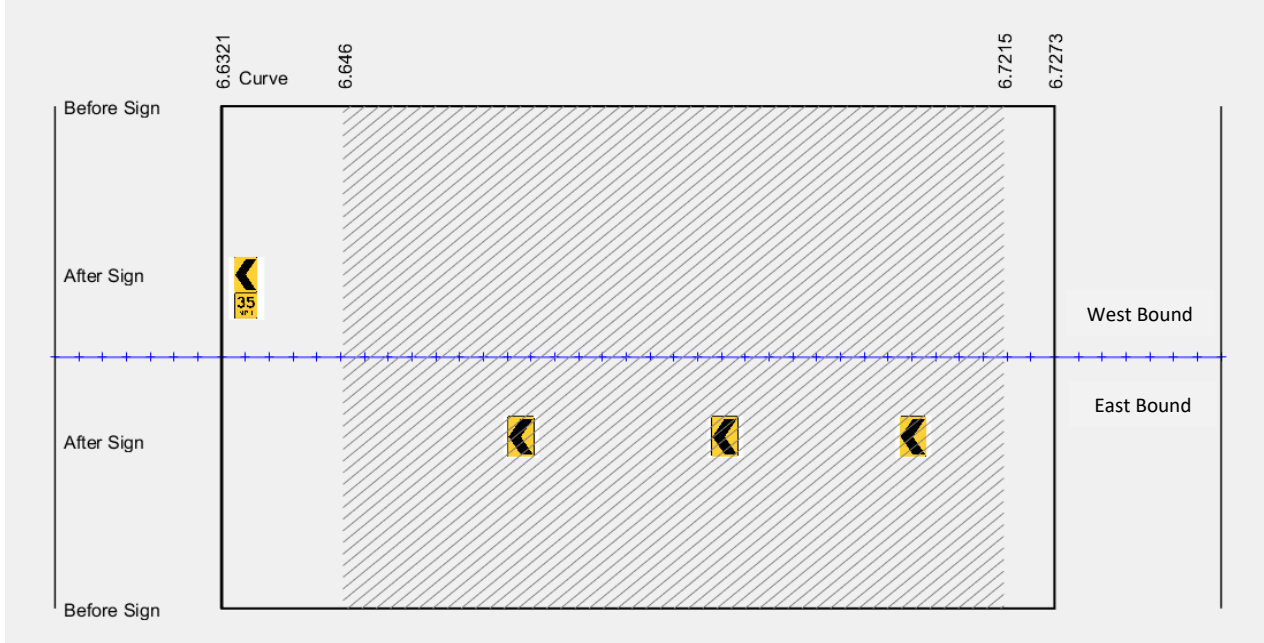 6.6321
Curve
6.646
6.7215
6.7273
Before Sign
After Sign
35
West Bound
East Bound
After Sign
Before Sign